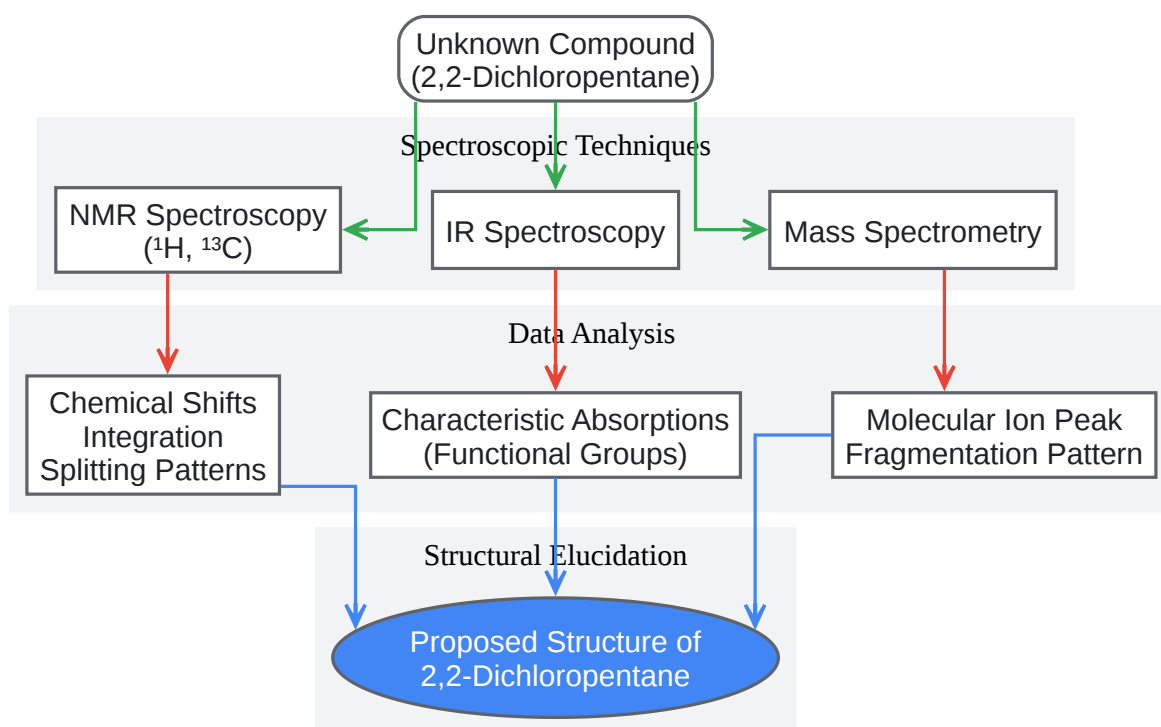 Unknown Compound
(2,2-Dichloropentane)
Spectroscopic Techniques
NMR Spectroscopy
(¹H, ¹³C)
IR Spectroscopy
Mass Spectrometry
Data Analysis
Chemical Shifts
Integration
Splitting Patterns
Characteristic Absorptions
(Functional Groups)
Molecular Ion Peak
Fragmentation Pattern
Structural Elucidation
Proposed Structure of
2,2-Dichloropentane